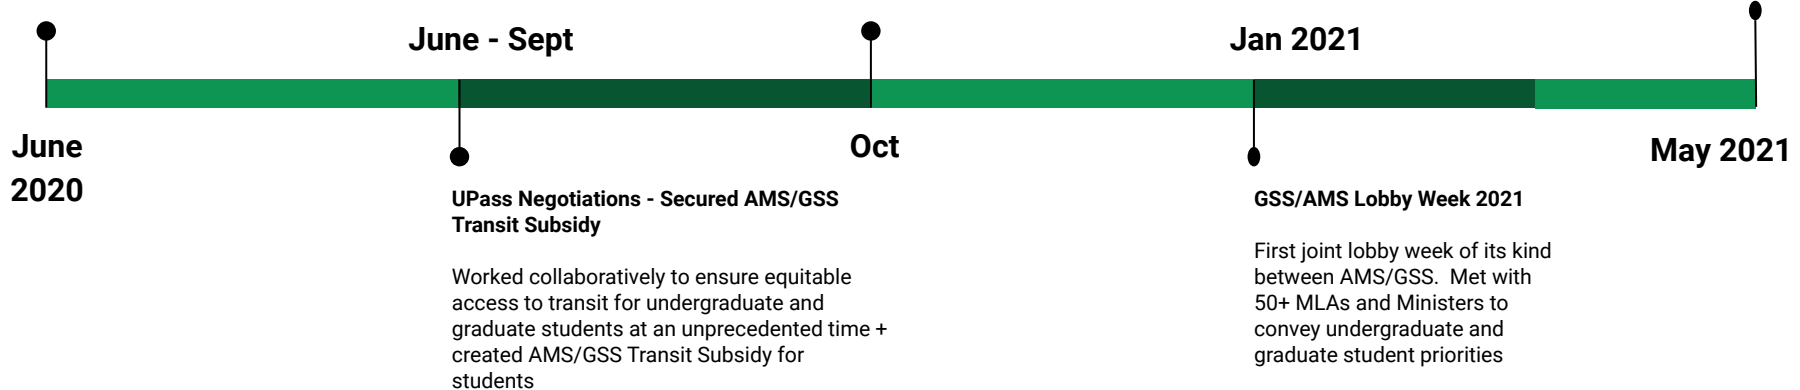 June - Sept
Jan 2021
June
2020
Oct
May 2021
UPass Negotiations - Secured AMS/GSS
Transit Subsidy
Worked collaboratively to ensure equitable
access to transit for undergraduate and
graduate students at an unprecedented time +
created AMS/GSS Transit Subsidy for
students
GSS/AMS Lobby Week 2021
First joint lobby week of its kind
between AMS/GSS.  Met with
50+ MLAs and Ministers to
convey undergraduate and
graduate student priorities